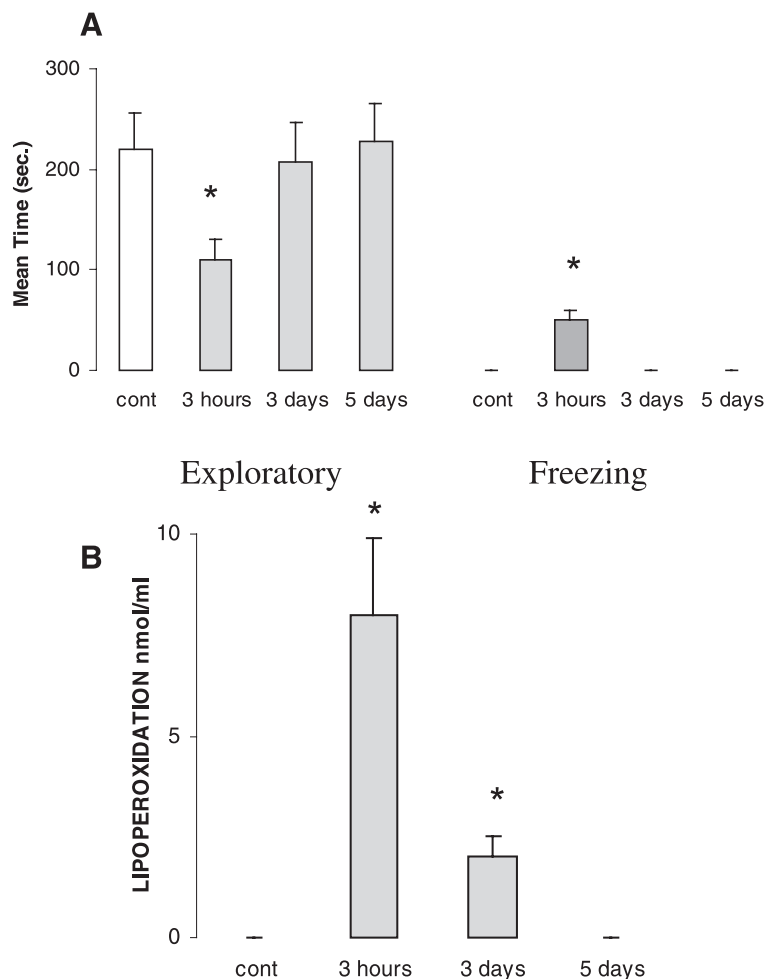 A
300
200
100
0
Mean Time (sec.)
*
*
cont 3 hours 3 days 5 days cont 3 hours 3 days 5 days
Exploratory Freezing
B
10
5
0
LIPOPEROXIDATION nmol/ml
*
*
cont 3 hours 3 days 5 days